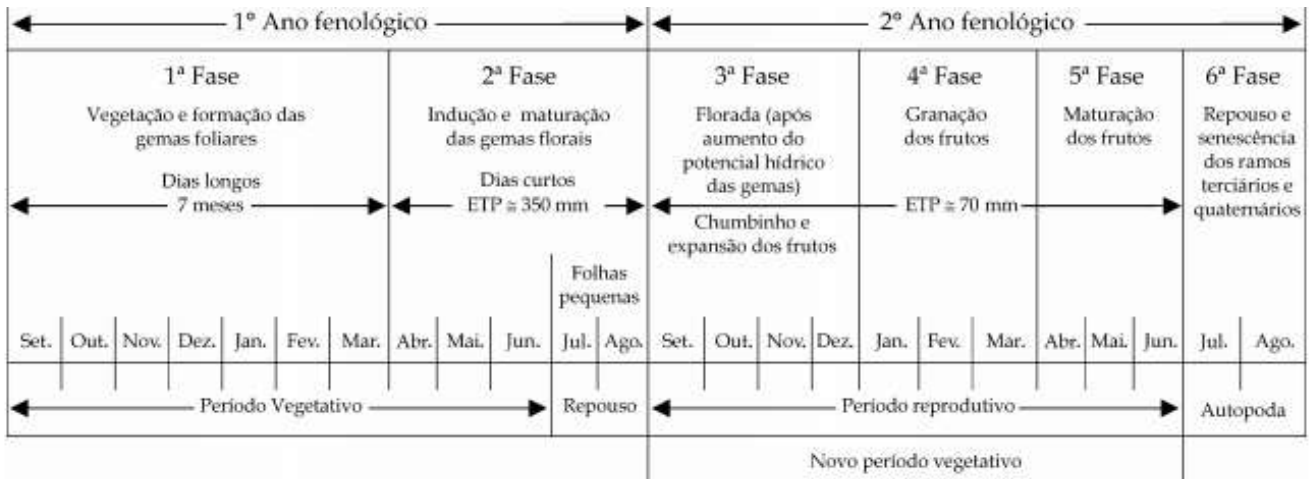 1° Ano fenológico
2° Ano fenológico
1ª Fase
Vegetação e formação das
gemas foliares
Dias longos
7 meses
2ª Fase
Indução e maturação
das gemas florais
Dias curtos
ETP ≅ 350 mm
Folhas
pequenas
3ª Fase
Florada (após
aumento do
potencial hídrico
das gemas)
Chumbinho e
expansão dos frutos
4ª Fase
Granação
dos frutos
ETP ≅ 70 mm
5ª Fase
Maturação
dos frutos
6ª Fase
Repouso e
senescência
dos ramos
terciários e
quaternários
Set. Out. Nov. Dez. Jan. Fev. Mar. Abr. Mai. Jun. Jul. Ago. Set. Out. Nov. Dez. Jan. Fev. Mar. Abr. Mai. Jun. Jul. Ago.
Período Vegetativo Repouso Período reprodutivo Autopoda
Novo período vegetativo